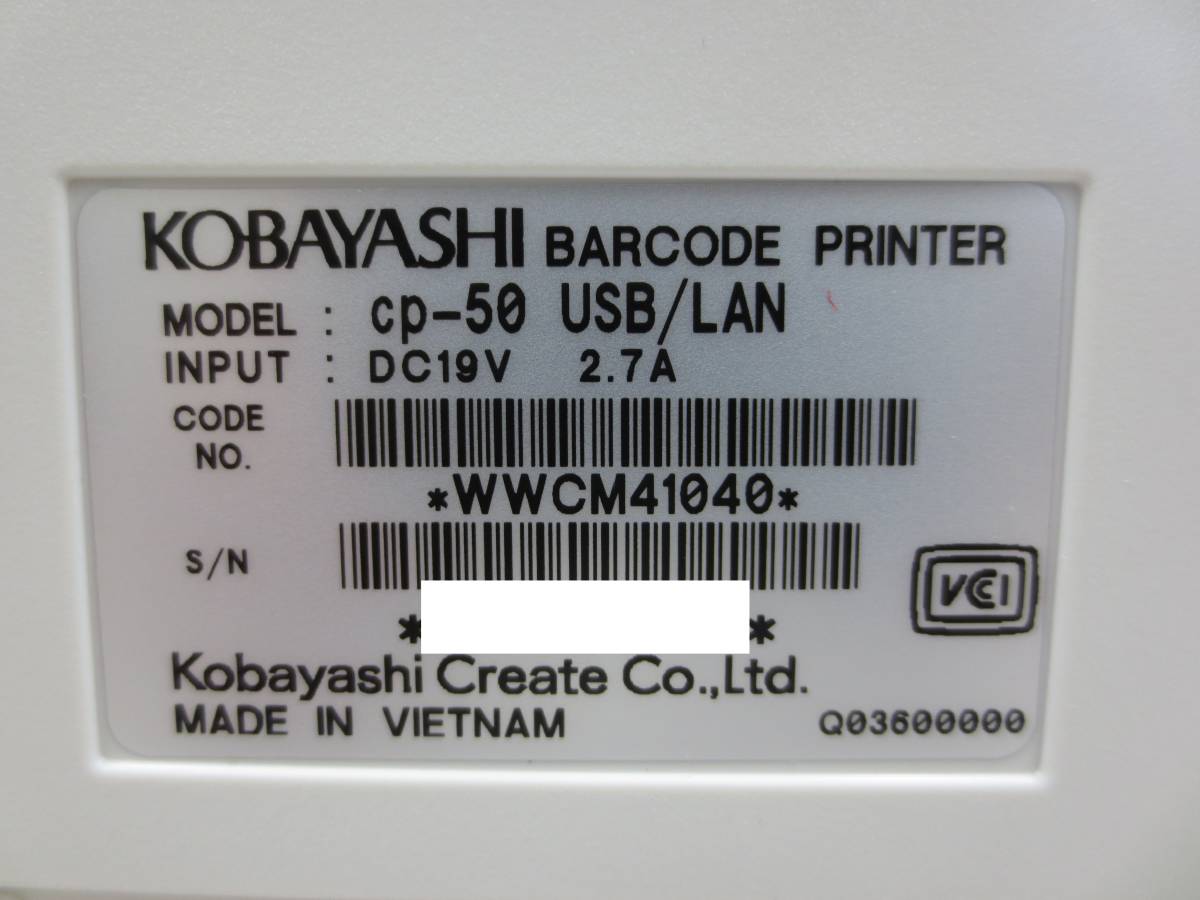 KOBAYASHI BARCODE PRINTER
MODEL : cp-50 USB/LAN
INPUT : DC19V 2.7A
CODE
NO.
*WWCM41040*
S/N
* *
VCCI
Kobayashi Create Co.,Ltd.
MADE IN VIETNAM Q03600000